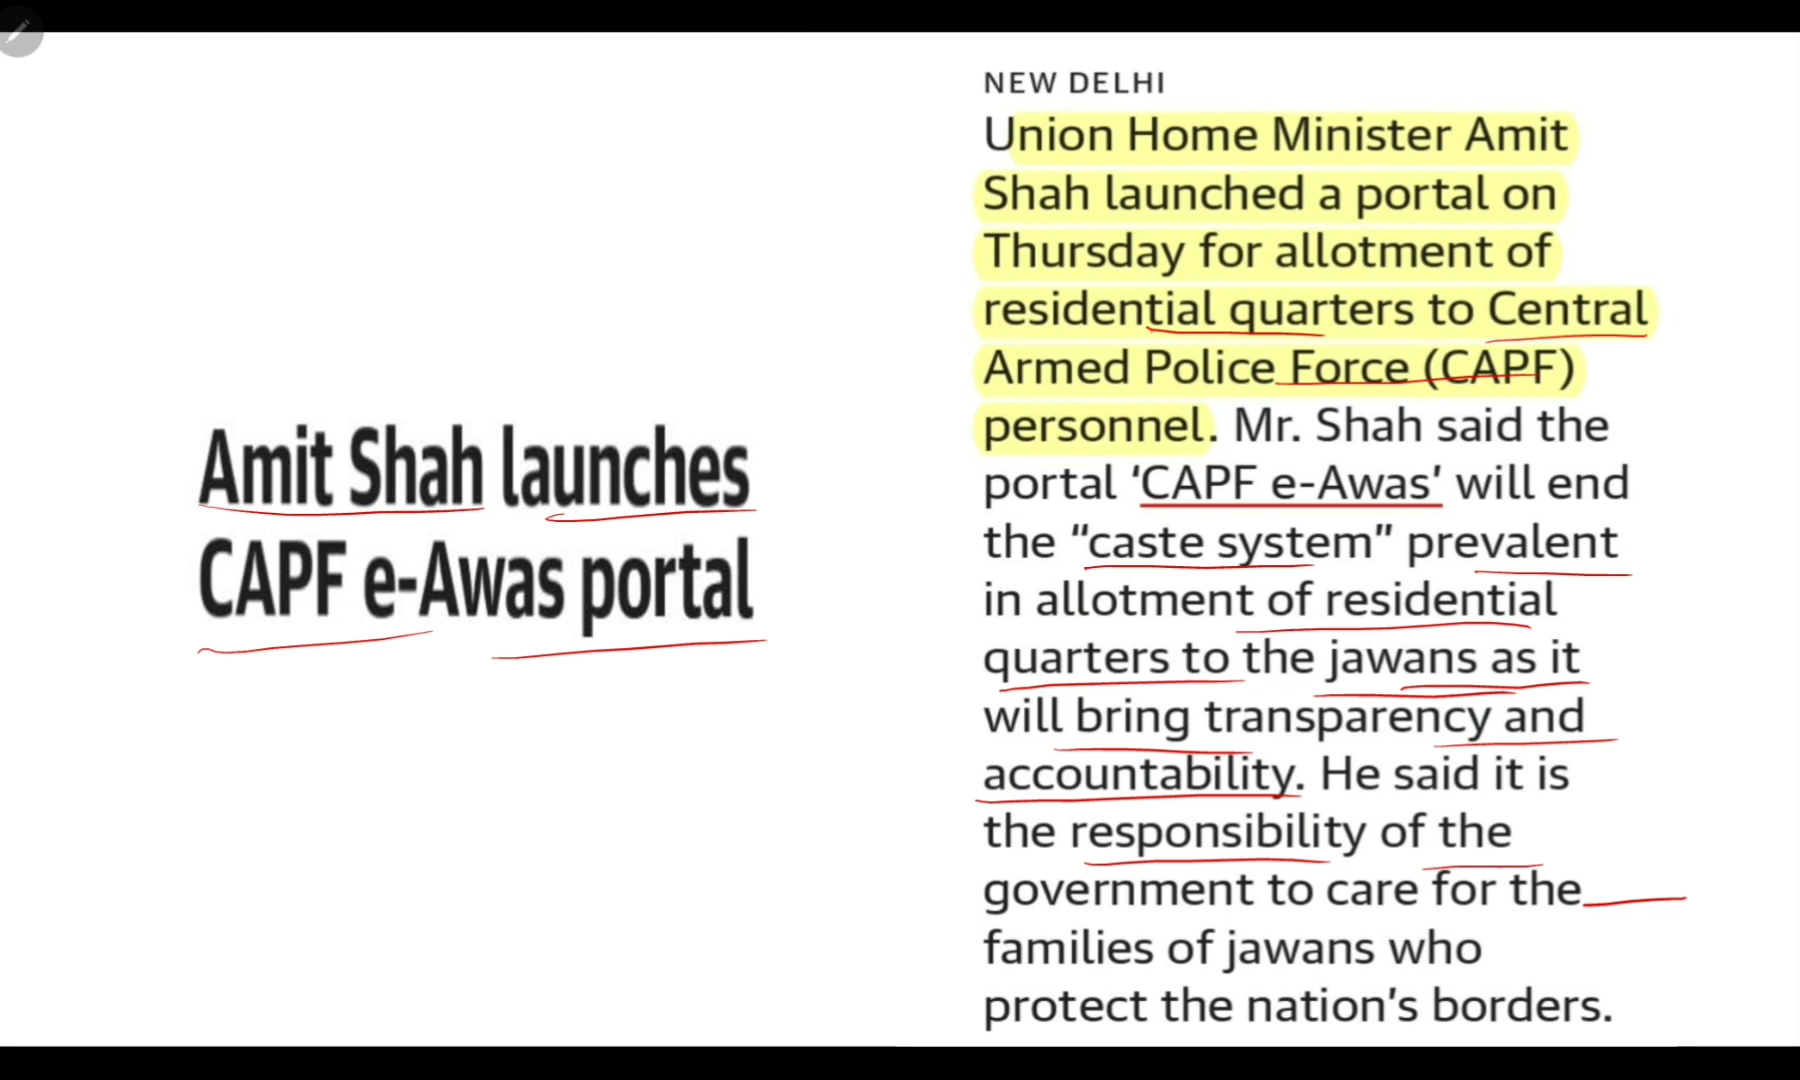 Amit Shah launches
CAPF e-Awas portal
NEW DELHI
Union Home Minister Amit
Shah launched a portal on
Thursday for allotment of
residential quarters to Central
Armed Police Force (CAPF)
personnel. Mr. Shah said the
portal ‘CAPF e-Awas’ will end
the “caste system” prevalent
in allotment of residential
quarters to the jawans as it
will bring transparency and
accountability. He said it is
the responsibility of the
government to care for the
families of jawans who
protect the nation’s borders.